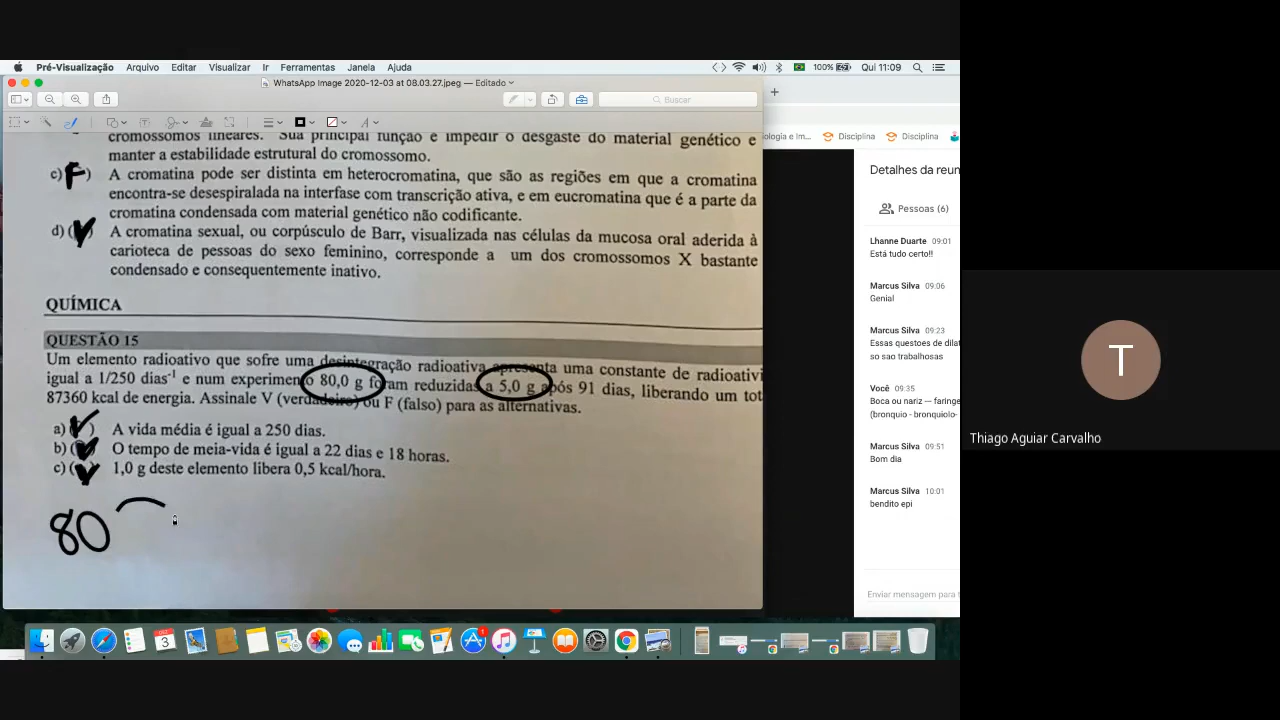 Pré-Visualização Arquivo Editar Visualizar Ir Ferramentas Janela Ajuda 100% Qui 11:09
WhatsApp Image 2020-12-03 at 08.03.27.jpeg — Editado
Buscar
cromossomos lineares. Sua principal função é impedir o desgaste do material genético e
manter a estabilidade estrutural do cromossomo.
c) (F) A cromatina pode ser distinta em heterocromatina, que são as regiões em que a cromatina
encontra-se desespiralada na interfase com transcrição ativa, e em eucromatina que é a parte da
cromatina condensada com material genético não codificante.
d) (V) A cromatina sexual, ou corpúsculo de Barr, visualizada nas células da mucosa oral aderida à
carioteca de pessoas do sexo feminino, corresponde a um dos cromossomos X bastante
condensado e consequentemente inativo.
QUÍMICA
QUESTÃO 15
Um elemento radioativo que sofre uma desintegração radioativa apresenta uma constante de radioativi
igual a 1/250 dias⁻¹ e num experimento 80,0 g foram reduzidas a 5,0 g após 91 dias, liberando um tot
87360 kcal de energia. Assinale V (verdadeiro) ou F (falso) para as alternativas.
a) (V) A vida média é igual a 250 dias.
b) (V) O tempo de meia-vida é igual a 22 dias e 18 horas.
c) (V) 1,0 g deste elemento libera 0,5 kcal/hora.
80
ologia e Im... Disciplina Disciplina
Detalhes da reun
Pessoas (6)
Lhanne Duarte 09:01
Está tudo certo!!
Marcus Silva 09:06
Genial
Marcus Silva 09:23
Essas questoes de dilat
so sao trabalhosas
Você 09:35
Boca ou nariz --- faringe
(bronquio - bronquiolo-
Marcus Silva 09:51
Bom dia
Marcus Silva 10:01
bendito epi
Enviar mensagem para t
T
Thiago Aguiar Carvalho
DEZ
3
1